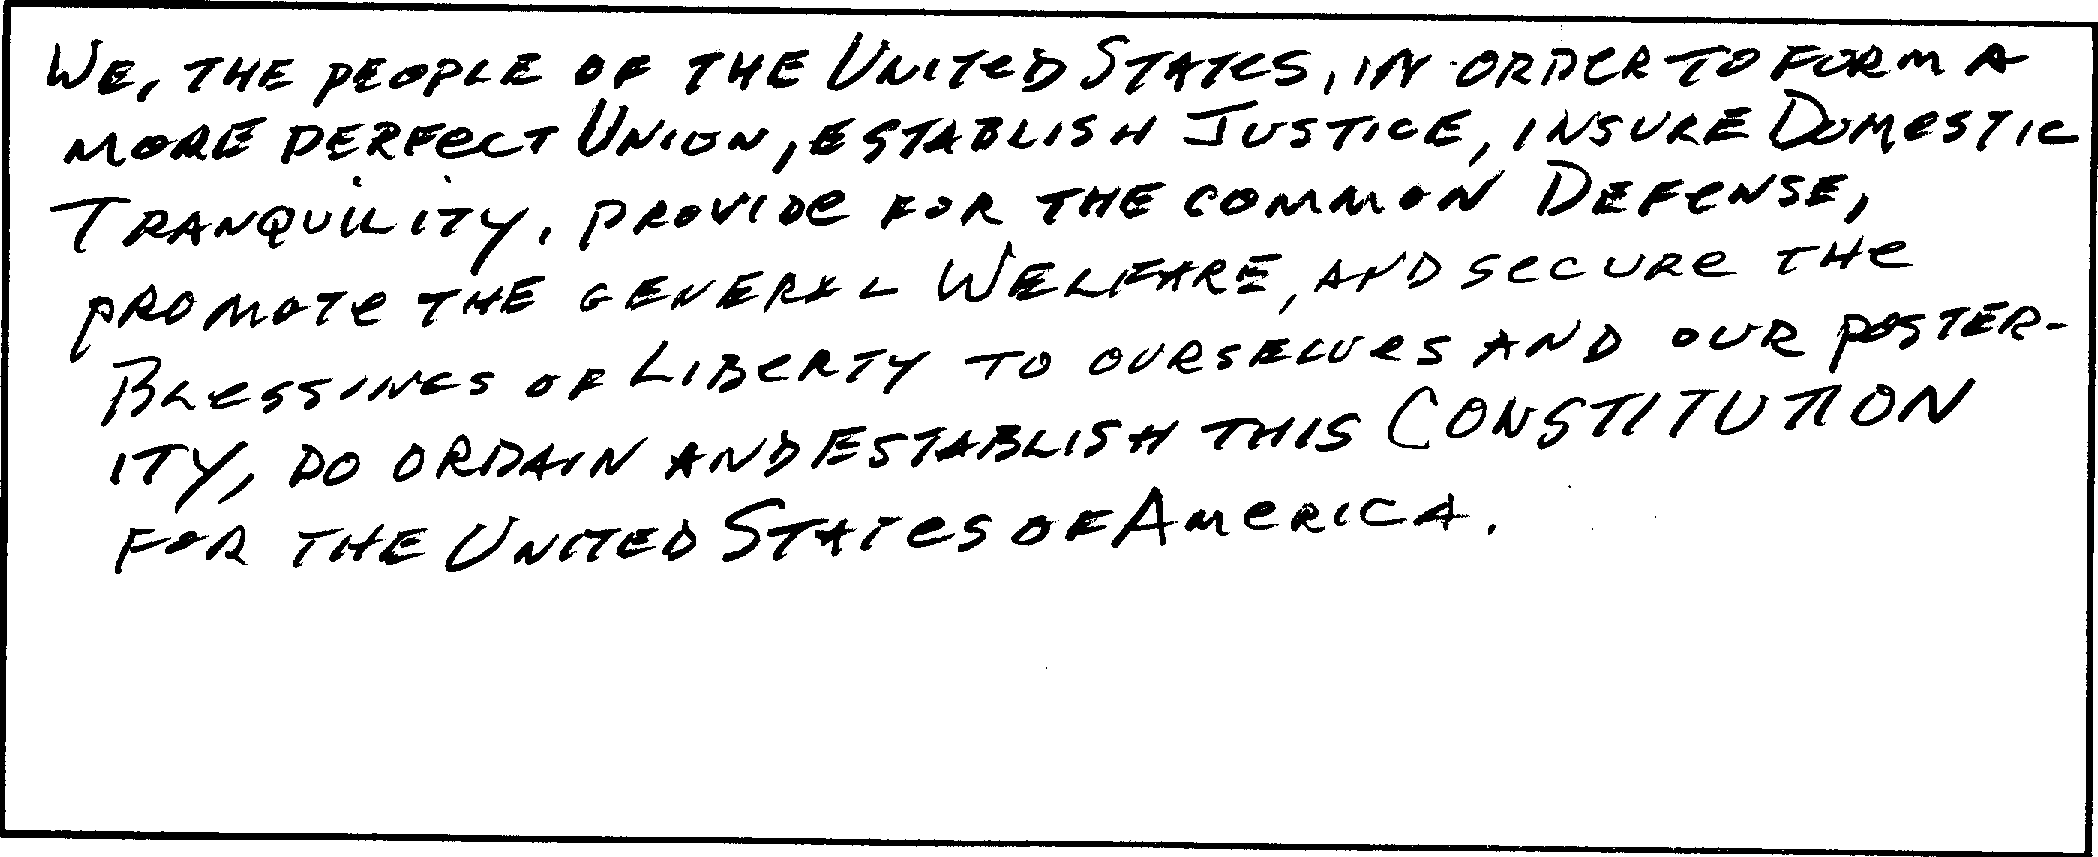 We, the people of the United States, in order to form a
more perfect Union, establish Justice, insure Domestic
Tranquility, provide for the common Defense,
promote the general Welfare, and secure the
Blessings of Liberty to ourselves and our poster-
ity, do ordain and establish this Constitution
for the United States of America.